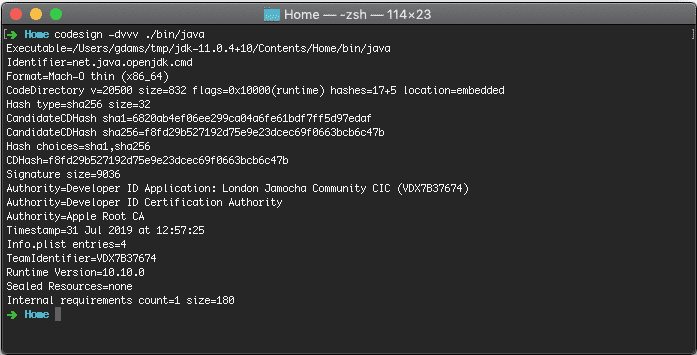 Home — -zsh — 114×23
[➜ Home codesign -dvvv ./bin/java ]
Executable=/Users/gdams/tmp/jdk-11.0.4+10/Contents/Home/bin/java
Identifier=net.java.openjdk.cmd
Format=Mach-O thin (x86_64)
CodeDirectory v=20500 size=832 flags=0x10000(runtime) hashes=17+5 location=embedded
Hash type=sha256 size=32
CandidateCDHash sha1=6820ab4ef06ee299ca04a6fe61bdf7ff5d97edaf
CandidateCDHash sha256=f8fd29b527192d75e9e23dcec69f0663bcb6c47b
Hash choices=sha1,sha256
CDHash=f8fd29b527192d75e9e23dcec69f0663bcb6c47b
Signature size=9036
Authority=Developer ID Application: London Jamocha Community CIC (VDX7B37674)
Authority=Developer ID Certification Authority
Authority=Apple Root CA
Timestamp=31 Jul 2019 at 12:57:25
Info.plist entries=4
TeamIdentifier=VDX7B37674
Runtime Version=10.10.0
Sealed Resources=none
Internal requirements count=1 size=180
➜ Home